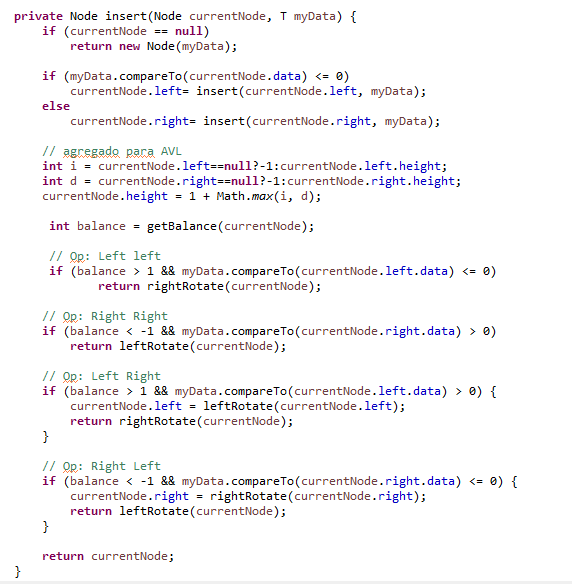 private Node insert(Node currentNode, T myData) {
if (currentNode == null)
return new Node(myData);
if (myData.compareTo(currentNode.data) <= 0)
currentNode.left= insert(currentNode.left, myData);
else
currentNode.right= insert(currentNode.right, myData);
// agregado para AVL
int i = currentNode.left==null?-1:currentNode.left.height;
int d = currentNode.right==null?-1:currentNode.right.height;
currentNode.height = 1 + Math.max(i, d);
int balance = getBalance(currentNode);
// Op: Left left
if (balance > 1 && myData.compareTo(currentNode.left.data) <= 0)
return rightRotate(currentNode);
// Op: Right Right
if (balance < -1 && myData.compareTo(currentNode.right.data) > 0)
return leftRotate(currentNode);
// Op: Left Right
if (balance > 1 && myData.compareTo(currentNode.left.data) > 0) {
currentNode.left = leftRotate(currentNode.left);
return rightRotate(currentNode);
}
// Op: Right Left
if (balance < -1 && myData.compareTo(currentNode.right.data) <= 0) {
currentNode.right = rightRotate(currentNode.right);
return leftRotate(currentNode);
}
return currentNode;
}